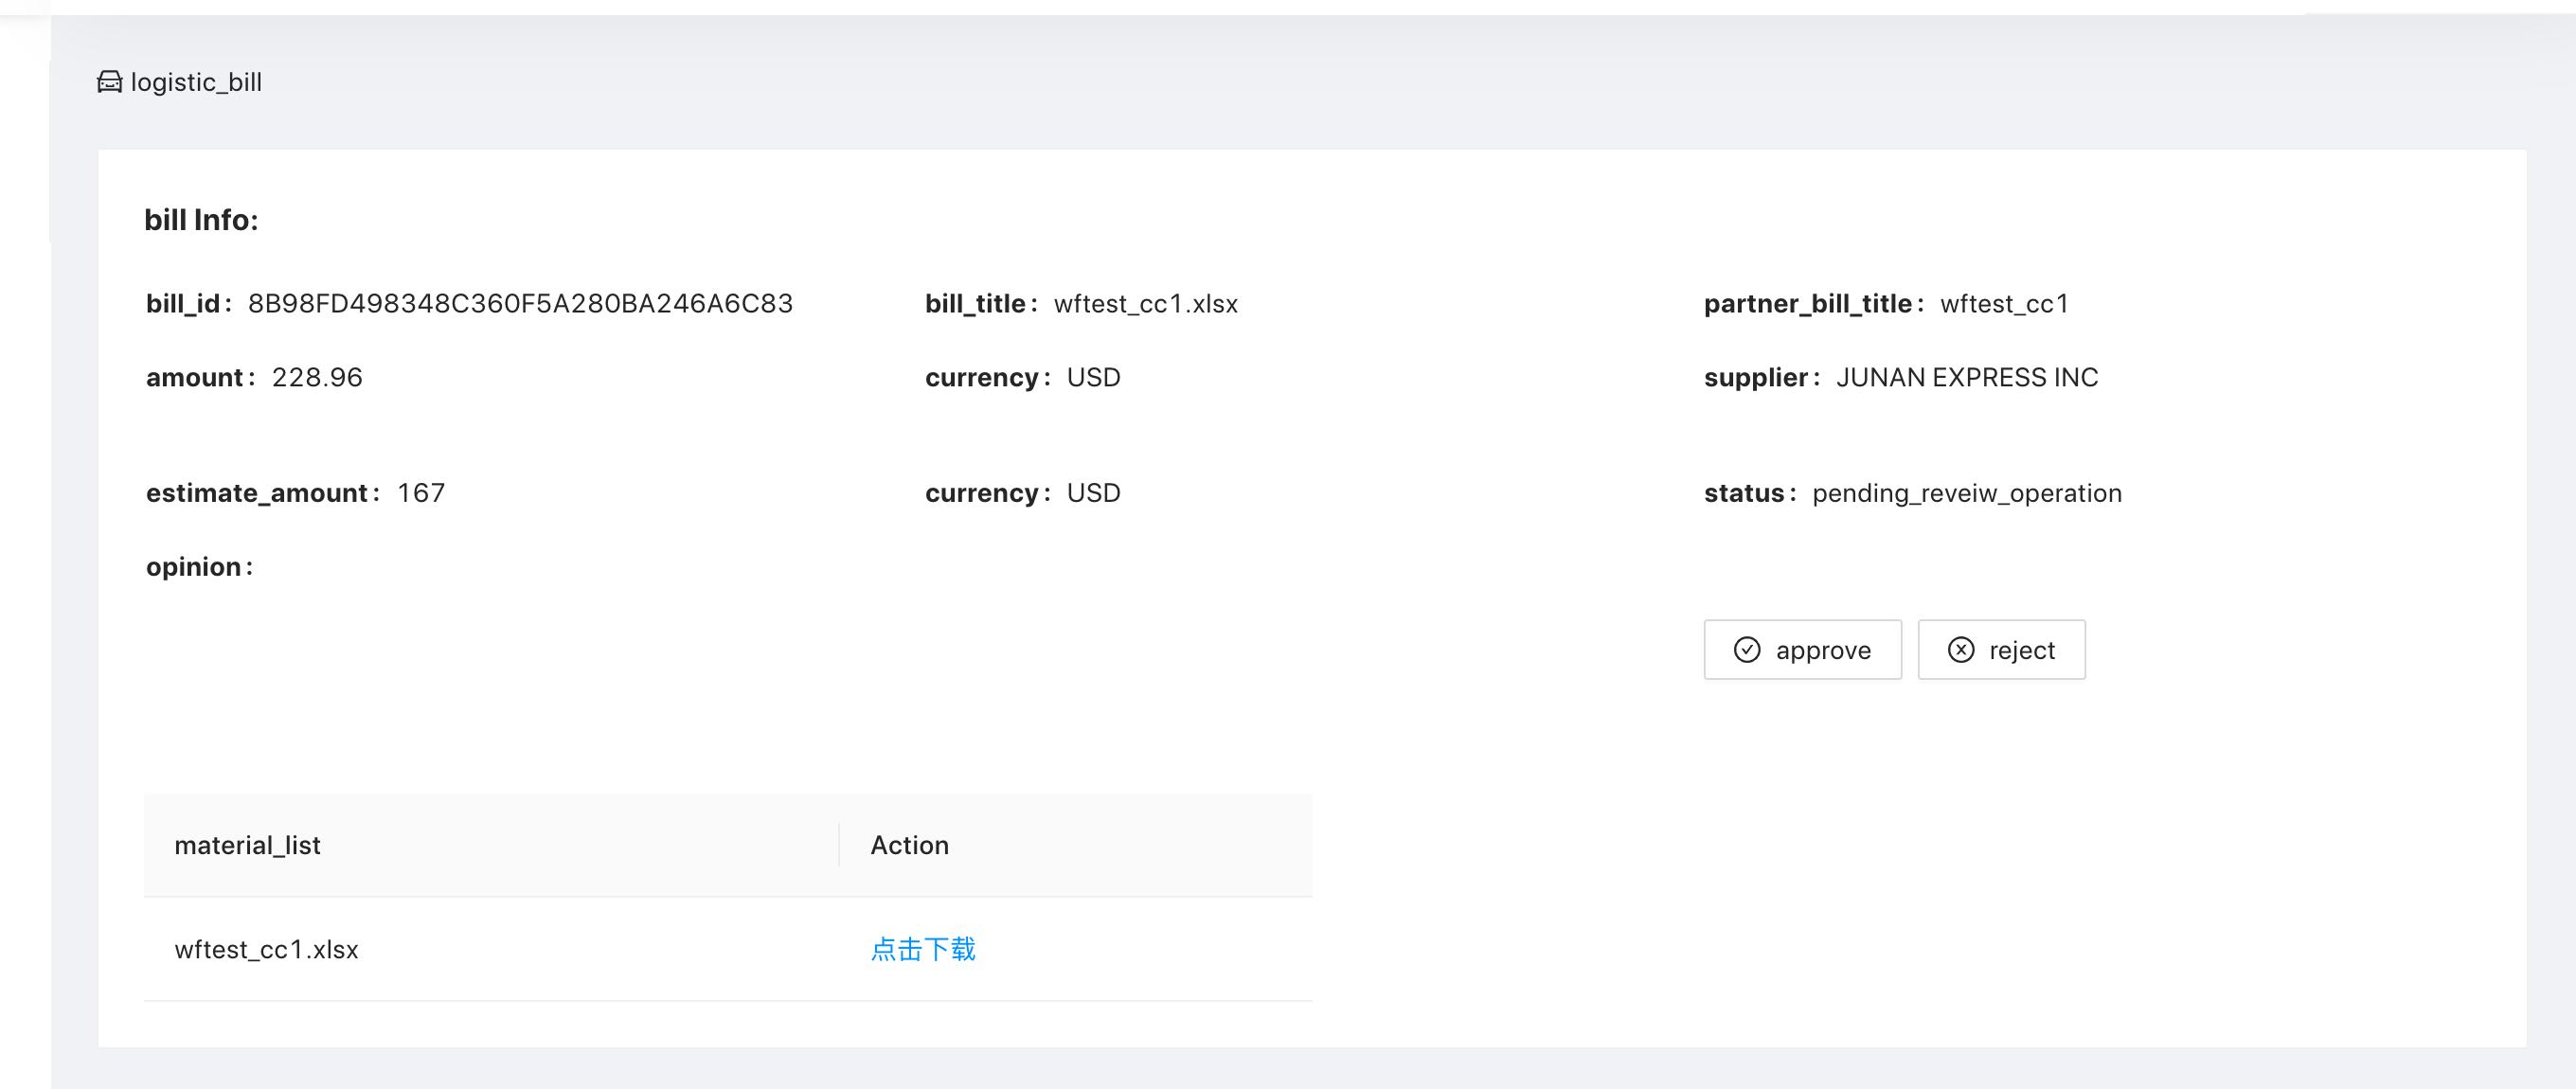 logistic_bill
bill Info:
bill_id: 8B98FD498348C360F5A280BA246A6C83 bill_title: wftest_cc1.xlsx partner_bill_title: wftest_cc1
amount: 228.96 currency: USD supplier: JUNAN EXPRESS INC
estimate_amount: 167 currency: USD status: pending_reveiw_operation
opinion:
approve reject
material_list Action
wftest_cc1.xlsx 点击下载